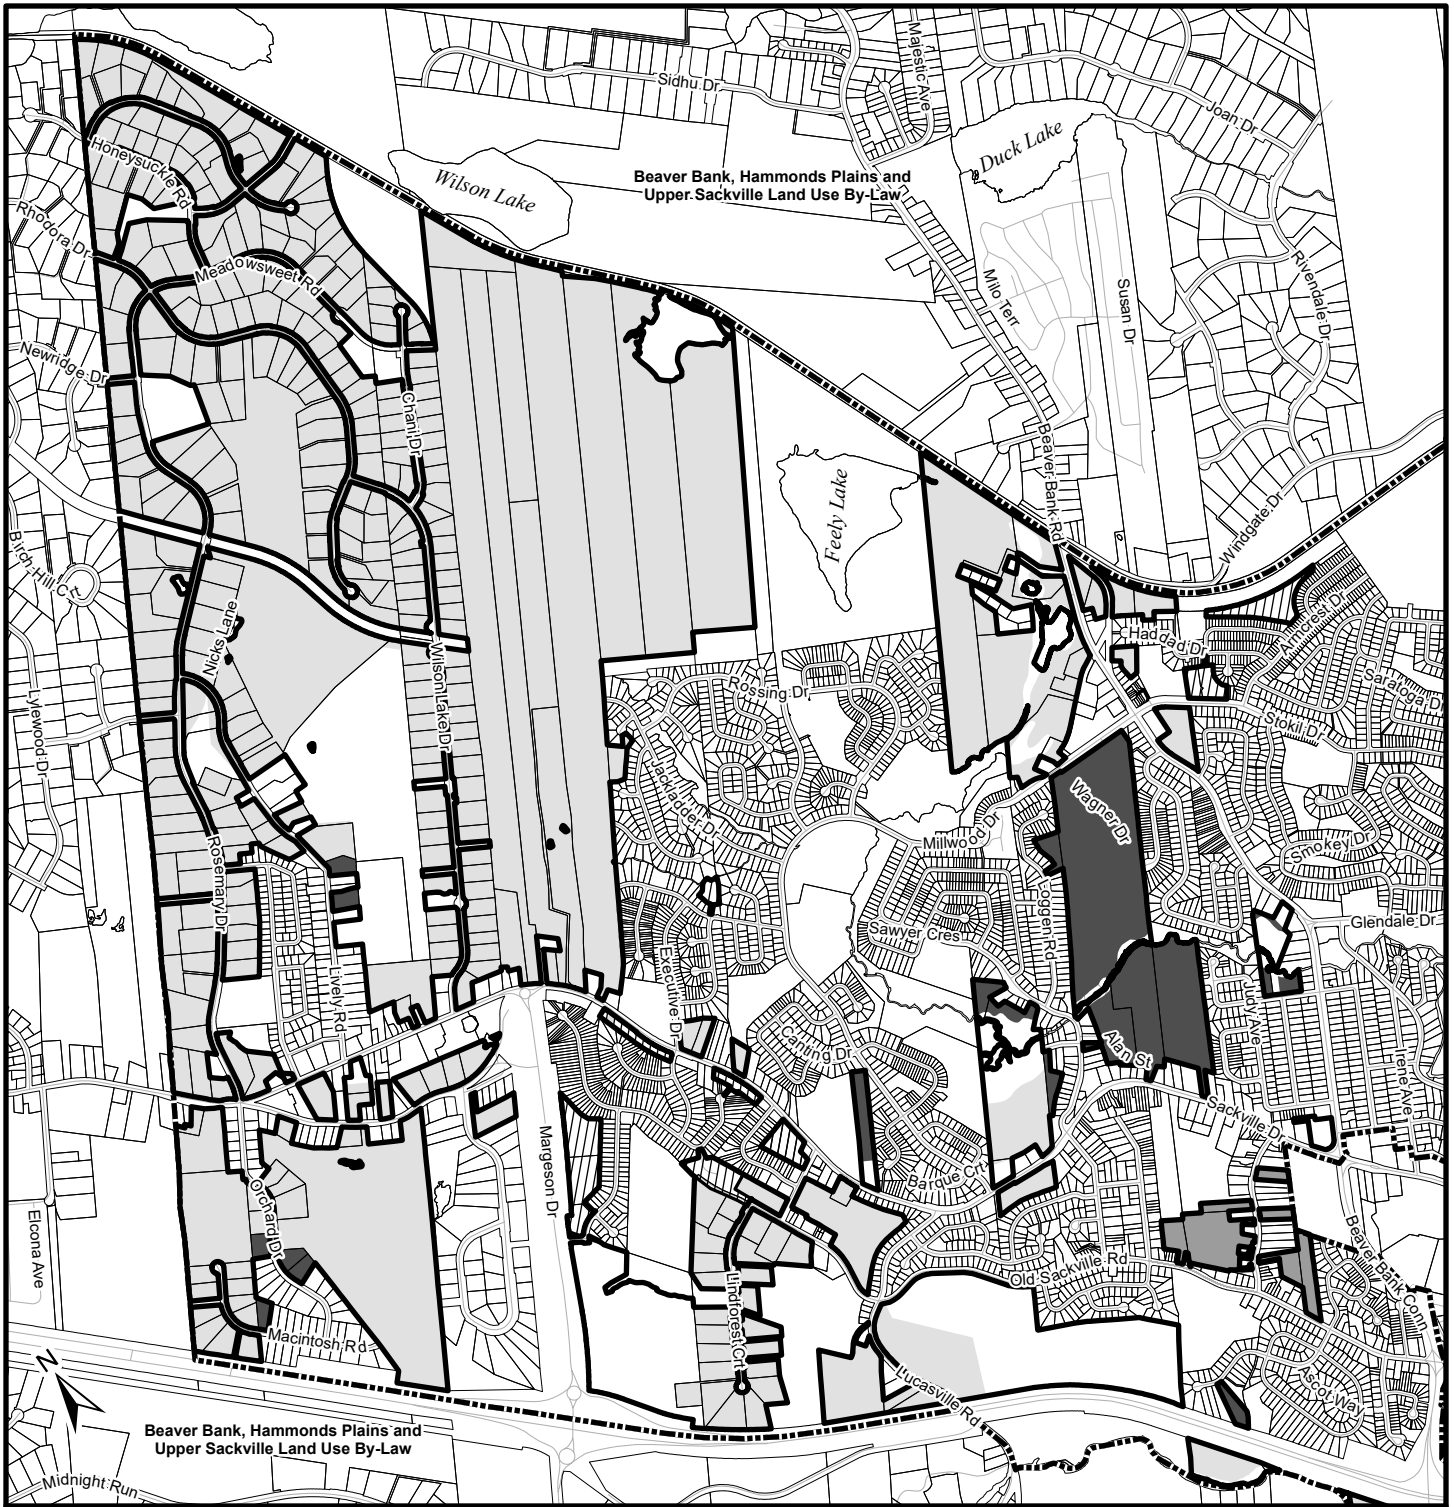 Majestic Ave
Sidhu Dr
Joan Dr
Duck Lake
Honeysuckle Rd
Wilson Lake
Beaver Bank, Hammonds Plains and
Upper Sackville Land Use By-Law
Rhodora Dr
Meadowsweet Rd
Milo Terr
Susan Dr
Rivendale Dr
Newridge Dr
Chani Dr
Beaver Bank Rd
Feely Lake
Windgate Dr
Birch Hill Crt
Nicks Lane
Armcrest Dr
Haddad Dr
Wilson Lake Dr
Rossing Dr
Saratoga Dr
Lylewood Dr
Stokil Dr
Jackladder Dr
Wagner Dr
Millwood Dr
Smokey Dr
Rosemary Dr
Loggen Rd
Glendale Dr
Sawyer Cres
Executive Dr
Lively Rd
Judy Ave
Carling Dr
Alan St
Irene Ave
Sackville Dr
Margeson Dr
Barque Crt
Orchard Dr
Elcona Ave
Old Sackville Rd
Beaver Bank Conn
Lindforest Crt
Macintosh Rd
Lucasville Rd
Ascot Way
N
Beaver Bank, Hammonds Plains and
Upper Sackville Land Use By-Law
Midnight Run